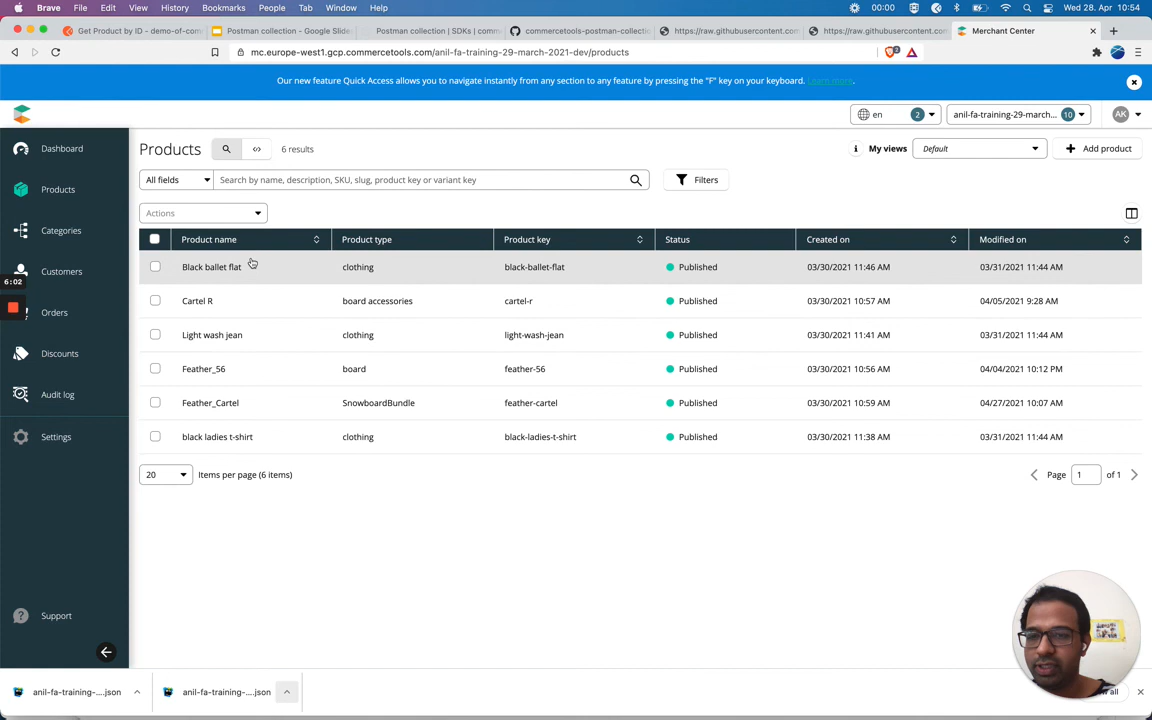 Brave File Edit View History Bookmarks People Tab Window Help 00:00 Wed 28. Apr 10:54
Get Product by ID - demo-of-com Postman collection - Google Slides Postman collection | SDKs | comm commercetools-postman-collecti https://raw.githubusercontent.com https://raw.githubusercontent.com Merchant Center
mc.europe-west1.gcp.commercetools.com/anil-fa-training-29-march-2021-dev/products 2
Our new feature Quick Access allows you to navigate instantly from any section to any feature by pressing the "F" key on your keyboard. Learn more.
en 2 anil-fa-training-29-march... 10 AK
Dashboard
Products
Categories
Customers
6:02
Orders
Discounts
Audit log
Settings
Support
Products 6 results My views Default Add product
All fields Search by name, description, SKU, slug, product key or variant key Filters
Actions
Product name Product type Product key Status Created on Modified on
Black ballet flat clothing black-ballet-flat Published 03/30/2021 11:46 AM 03/31/2021 11:44 AM
Cartel R board accessories cartel-r Published 03/30/2021 10:57 AM 04/05/2021 9:28 AM
Light wash jean clothing light-wash-jean Published 03/30/2021 11:41 AM 03/31/2021 11:44 AM
Feather_56 board feather-56 Published 03/30/2021 10:56 AM 04/04/2021 10:12 PM
Feather_Cartel SnowboardBundle feather-cartel Published 03/30/2021 10:59 AM 04/27/2021 10:07 AM
black ladies t-shirt clothing black-ladies-t-shirt Published 03/30/2021 11:38 AM 03/31/2021 11:44 AM
20 Items per page (6 items) Page 1 of 1
anil-fa-training-....json anil-fa-training-....json all